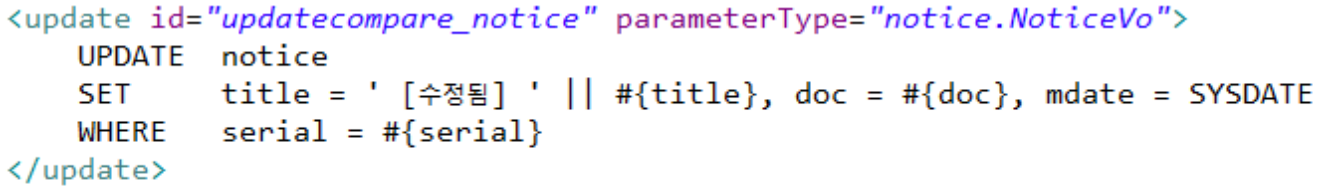 <update id="updatecompare_notice" parameterType="notice.NoticeVo">
    UPDATE  notice
    SET     title = ' [수정됨] ' || #{title}, doc = #{doc}, mdate = SYSDATE
    WHERE   serial = #{serial}
</update>